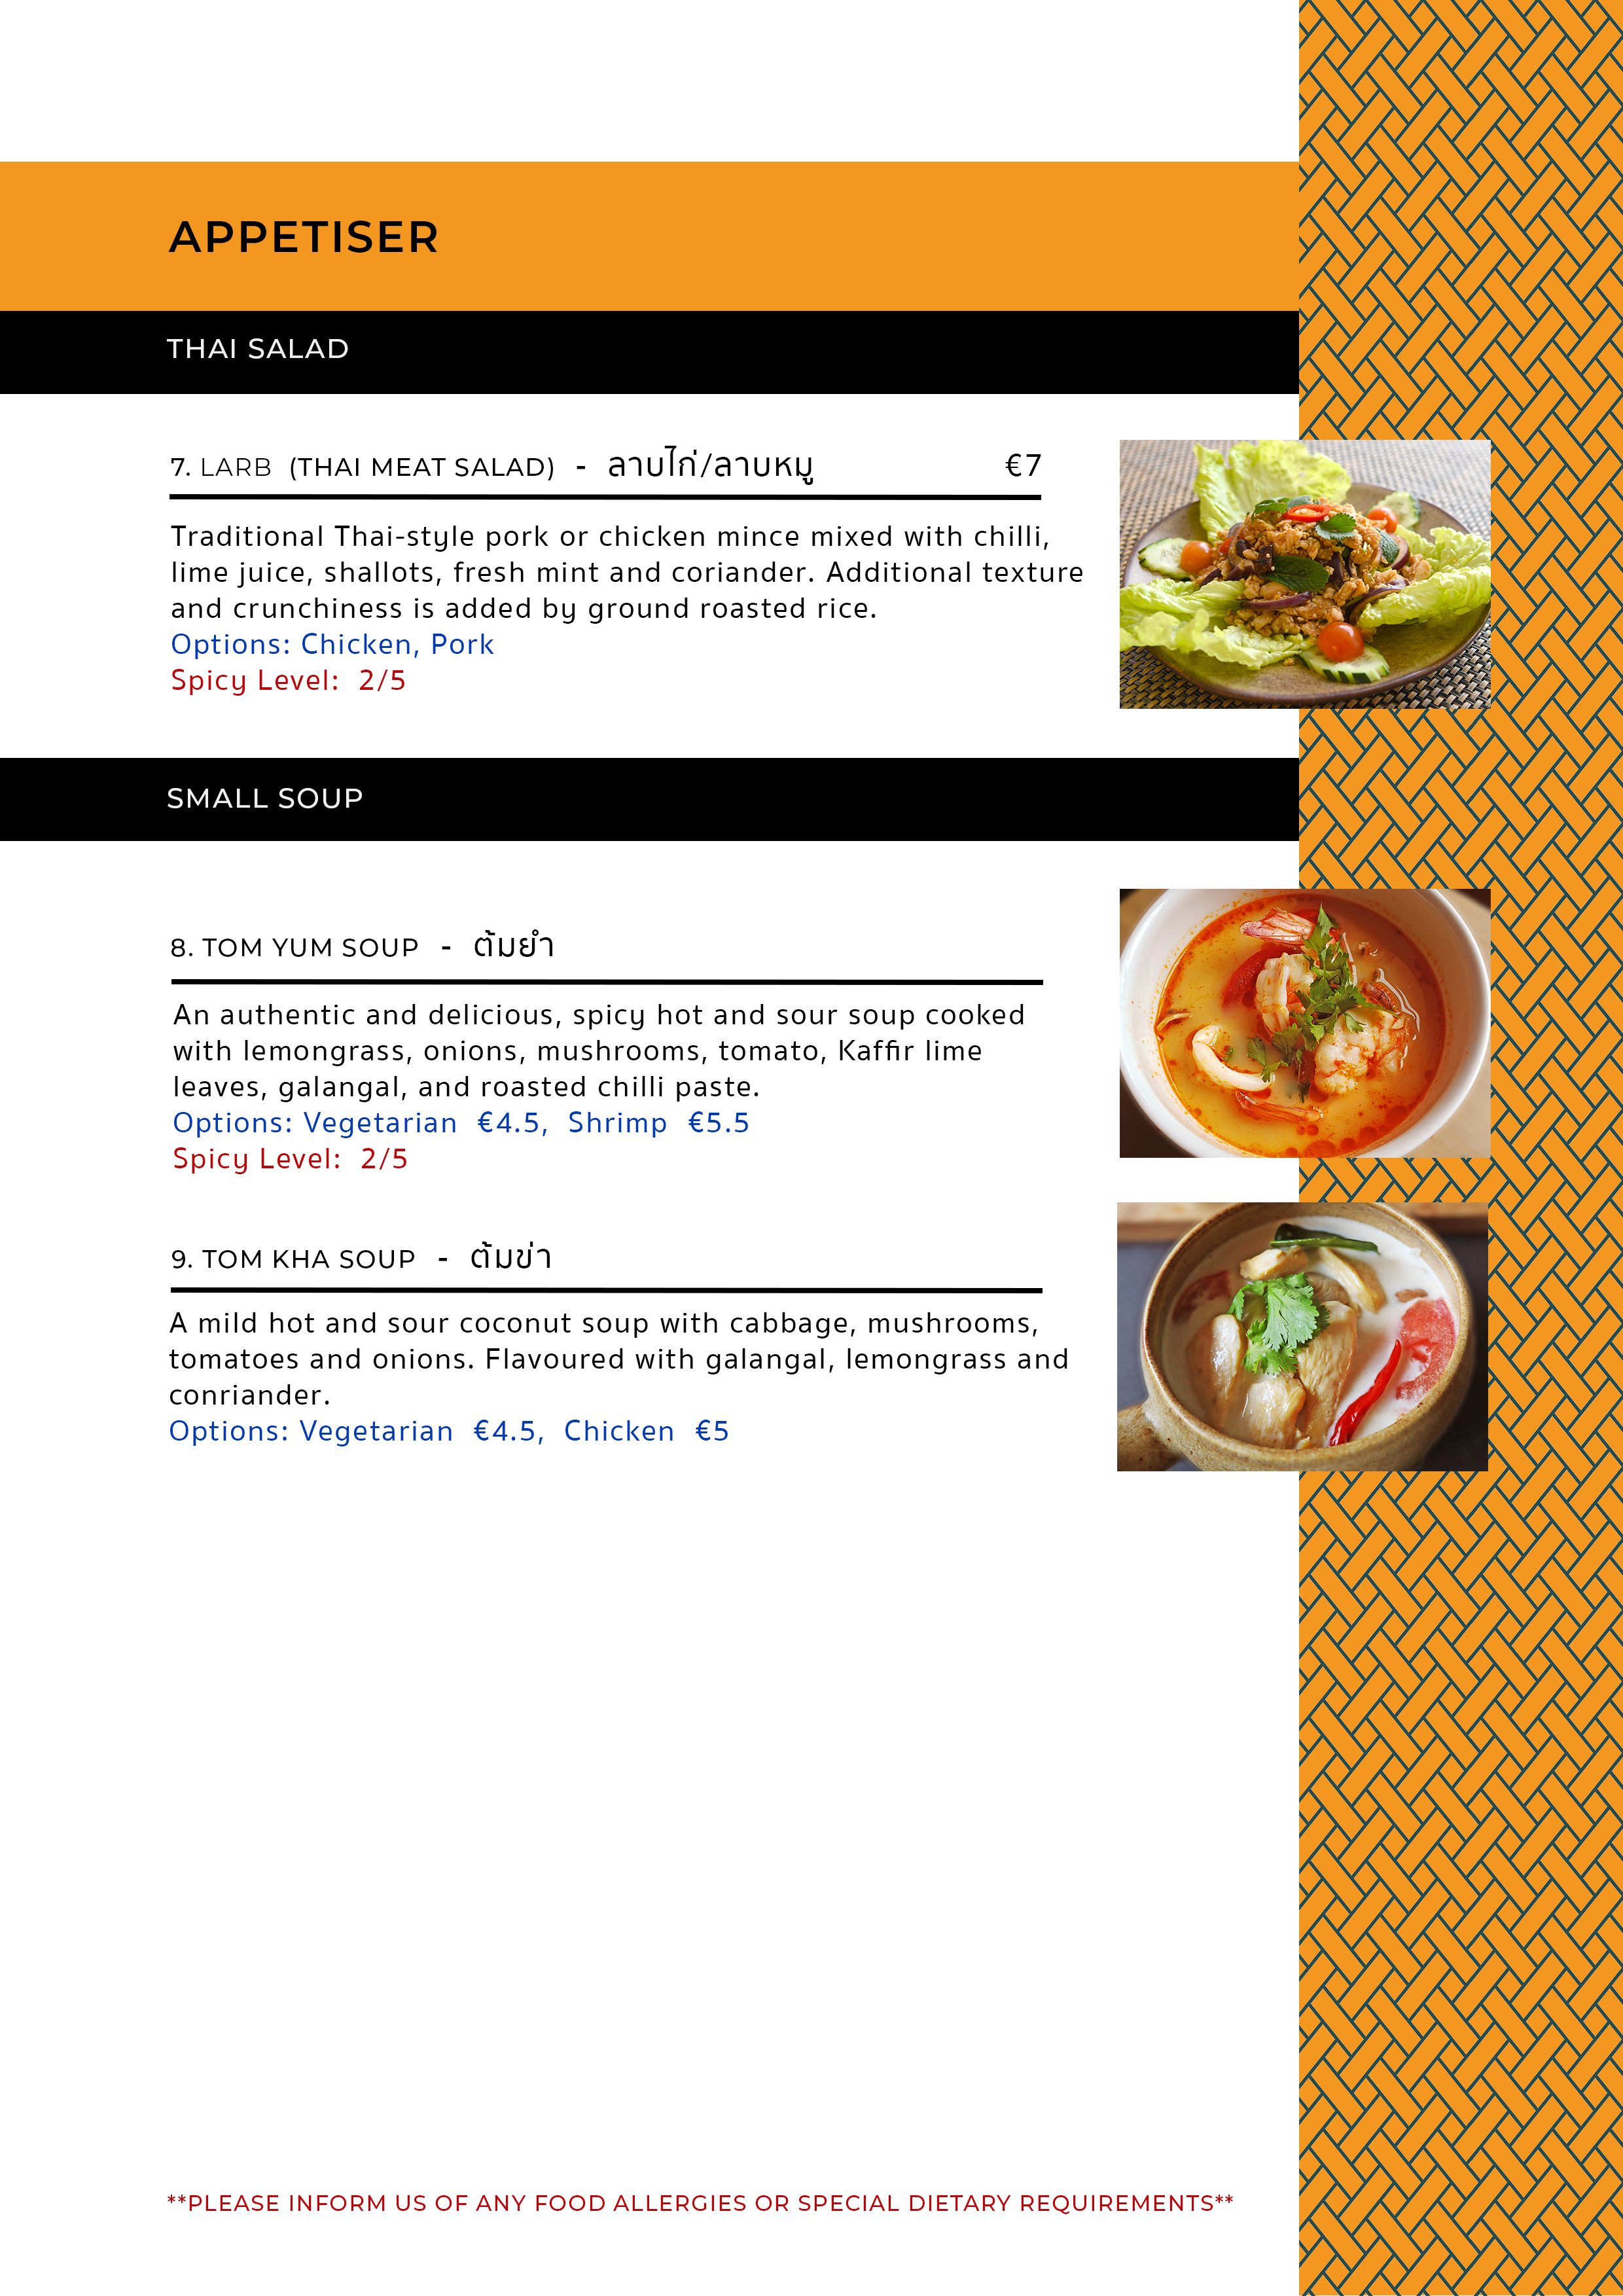 APPETISER
THAI SALAD
7. LARB (THAI MEAT SALAD) - ลาบไก่/ลาบหมู €7
Traditional Thai-style pork or chicken mince mixed with chilli,
lime juice, shallots, fresh mint and coriander. Additional texture
and crunchiness is added by ground roasted rice.
Options: Chicken, Pork
Spicy Level: 2/5
SMALL SOUP
8. TOM YUM SOUP - ต้มยำ
An authentic and delicious, spicy hot and sour soup cooked
with lemongrass, onions, mushrooms, tomato, Kaffir lime
leaves, galangal, and roasted chilli paste.
Options: Vegetarian €4.5, Shrimp €5.5
Spicy Level: 2/5
9. TOM KHA SOUP - ต้มข่า
A mild hot and sour coconut soup with cabbage, mushrooms,
tomatoes and onions. Flavoured with galangal, lemongrass and
conriander.
Options: Vegetarian €4.5, Chicken €5
**PLEASE INFORM US OF ANY FOOD ALLERGIES OR SPECIAL DIETARY REQUIREMENTS**